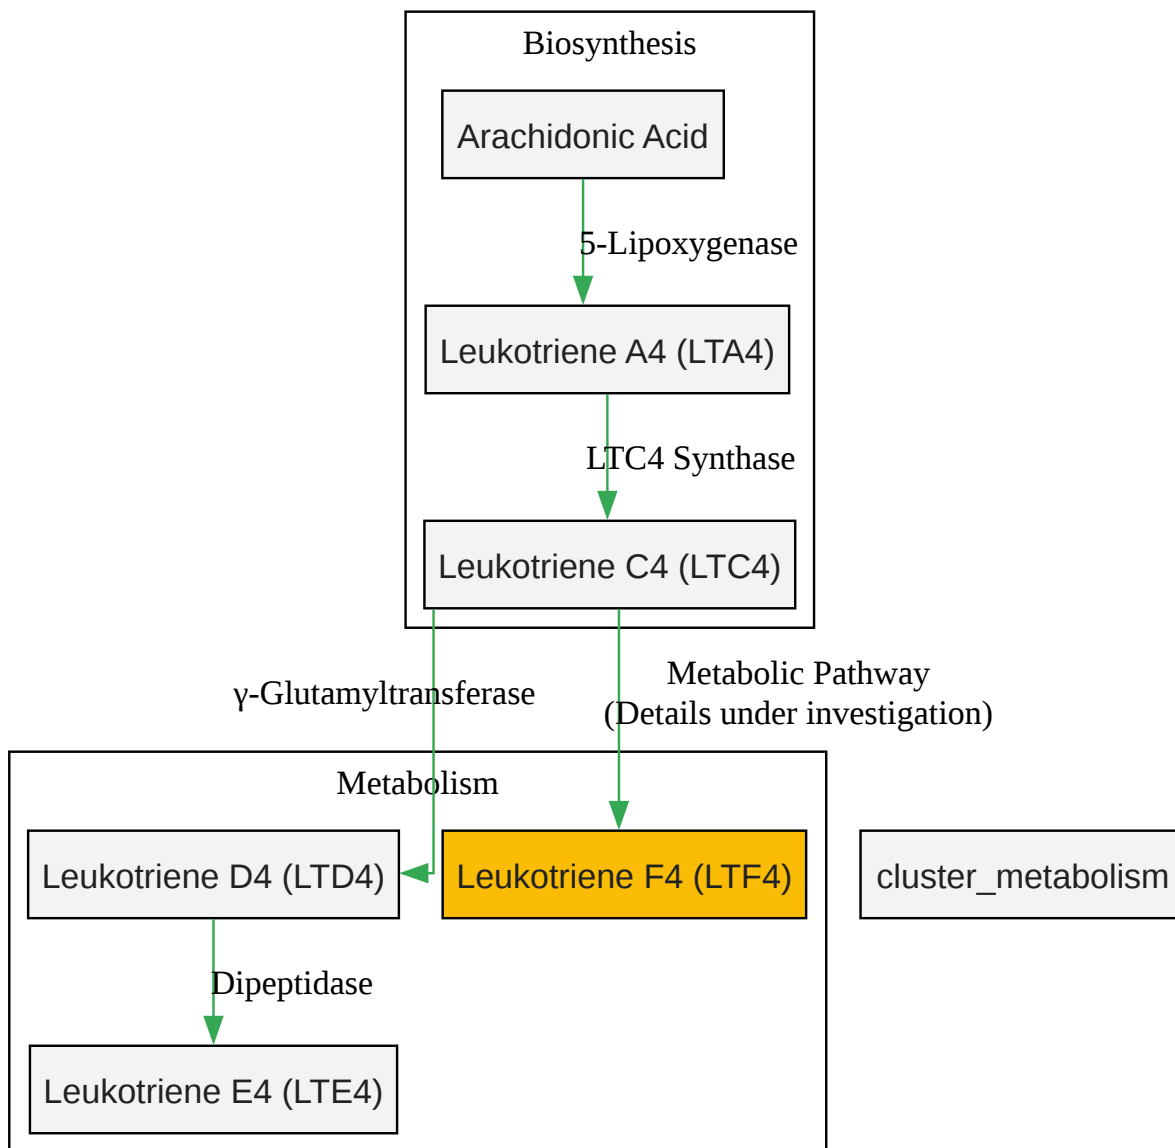 Biosynthesis
Arachidonic Acid
5-Lipoxygenase
Leukotriene A4 (LTA4)
LTC4 Synthase
Leukotriene C4 (LTC4)
γ-Glutamyltransferase
Metabolic Pathway
(Details under investigation)
Metabolism
Leukotriene D4 (LTD4)
Leukotriene F4 (LTF4)
cluster_metabolism
Dipeptidase
Leukotriene E4 (LTE4)